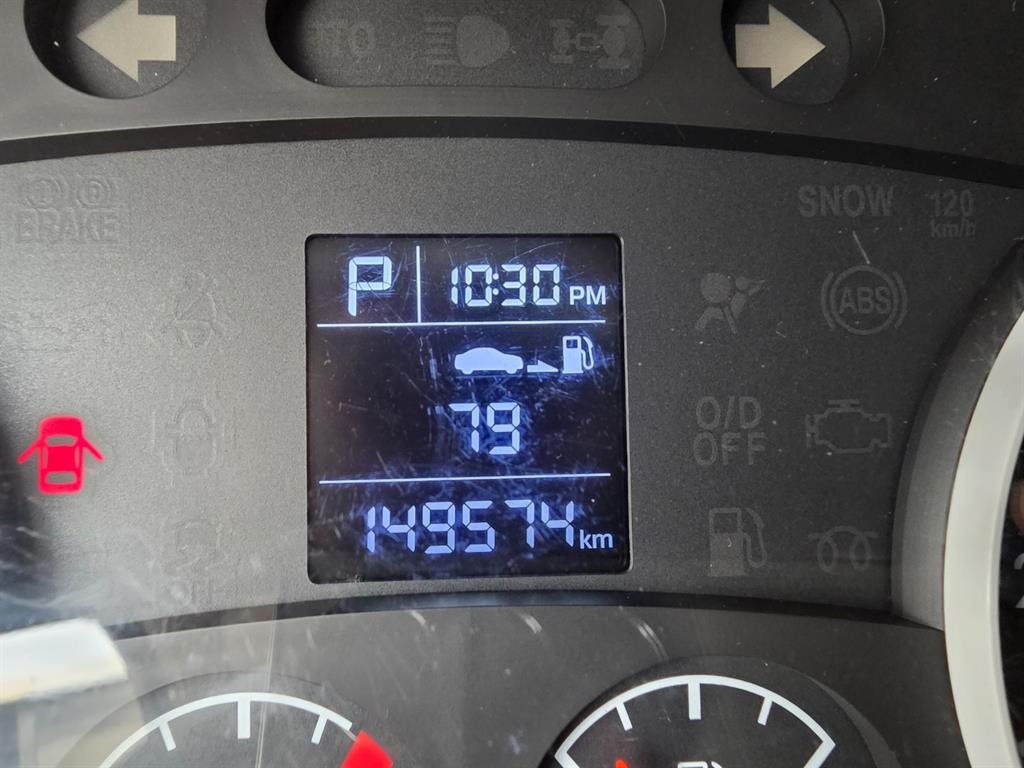 BRAKE
SNOW
120
km/h
P
10:30 PM
ABS
79
O/D
OFF
149574 km